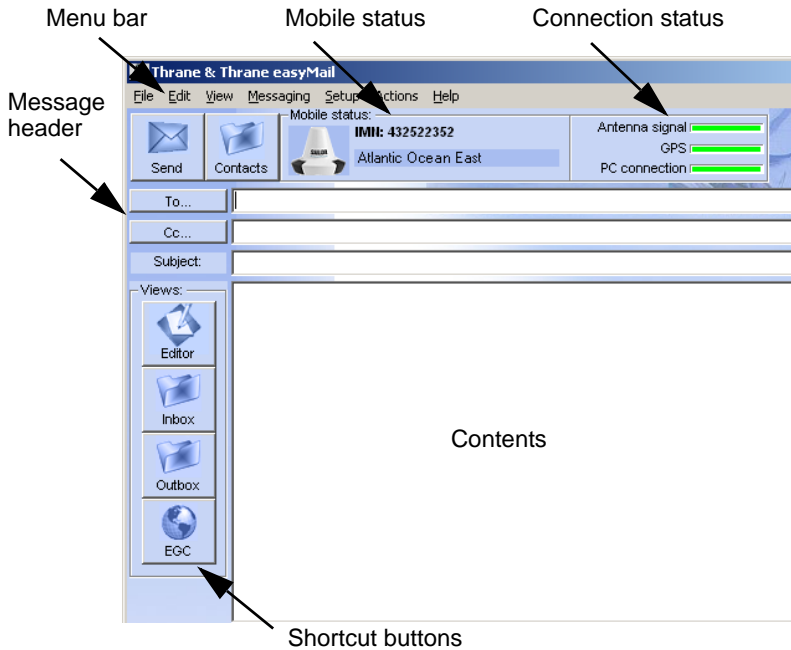 Menu bar
Mobile status
Connection status
Message header
Thrane & Thrane easyMail
File Edit View Messaging Setup Actions Help
Send
Contacts
Mobile status:
SAILOR
IMN: 432522352
Atlantic Ocean East
Antenna signal
GPS
PC connection
To...
Cc...
Subject:
Views:
Editor
Inbox
Outbox
EGC
Contents
Shortcut buttons